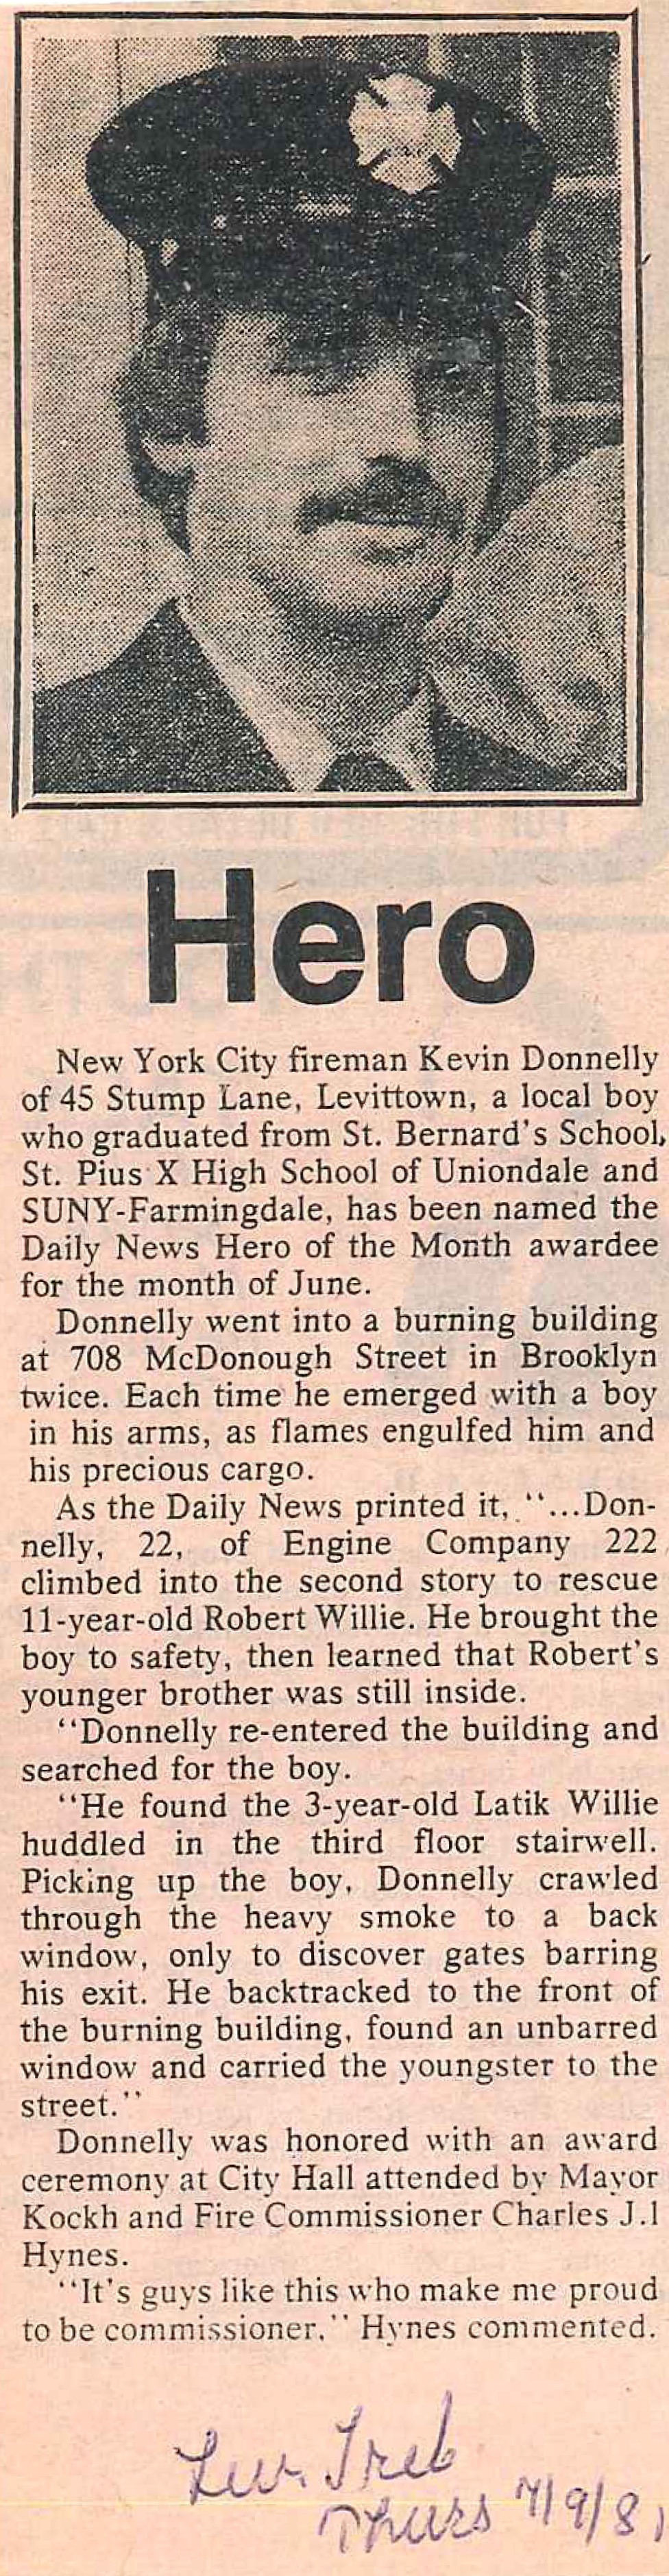 Hero
New York City fireman Kevin Donnelly
of 45 Stump Lane, Levittown, a local boy
who graduated from St. Bernard's School,
St. Pius X High School of Uniondale and
SUNY-Farmingdale, has been named the
Daily News Hero of the Month awardee
for the month of June.
Donnelly went into a burning building
at 708 McDonough Street in Brooklyn
twice. Each time he emerged with a boy
in his arms, as flames engulfed him and
his precious cargo.
As the Daily News printed it, "...Don-
nelly, 22, of Engine Company 222
climbed into the second story to rescue
11-year-old Robert Willie. He brought the
boy to safety, then learned that Robert's
younger brother was still inside.
"Donnelly re-entered the building and
searched for the boy.
"He found the 3-year-old Latik Willie
huddled in the third floor stairwell.
Picking up the boy, Donnelly crawled
through the heavy smoke to a back
window, only to discover gates barring
his exit. He backtracked to the front of
the burning building, found an unbarred
window and carried the youngster to the
street."
Donnelly was honored with an award
ceremony at City Hall attended by Mayor
Kockh and Fire Commissioner Charles J.l
Hynes.
"It's guys like this who make me proud
to be commissioner," Hynes commented.
Lev. Trib
Thurs 7/9/81